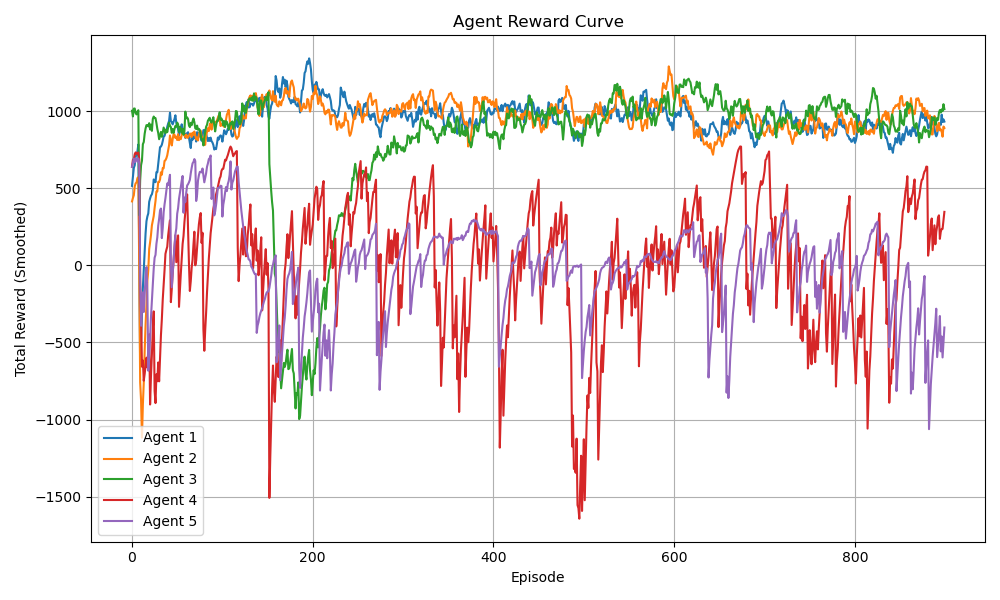 Agent Reward Curve
Total Reward (Smoothed)
1000
500
0
−500
−1000
−1500
Agent 1
Agent 2
Agent 3
Agent 4
Agent 5
0 200 400 600 800
Episode